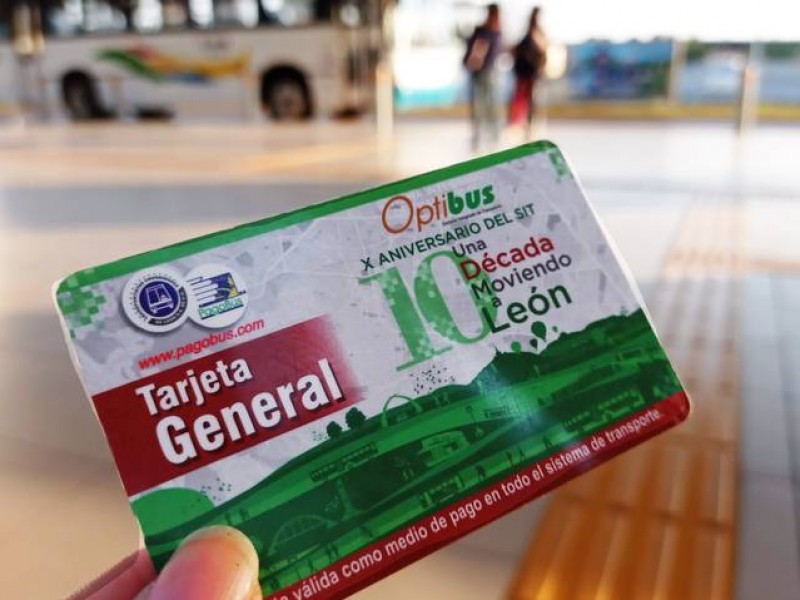 Optibus
X ANIVERSARIO DEL SIT
10
Una
Década
Moviendo
a
León
PagoBus
www.pagobus.com
Tarjeta
General
válida como medio de pago en todo el sistema de transporte.